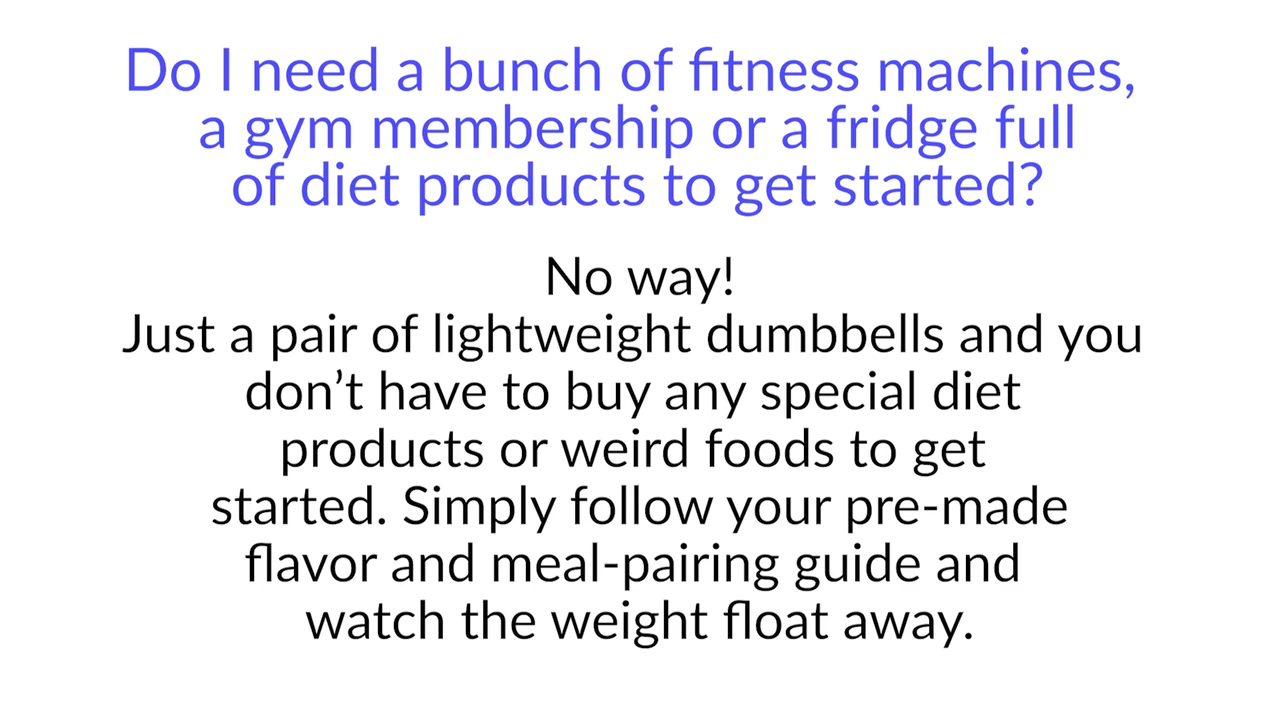 Do I need a bunch of fitness machines,
a gym membership or a fridge full
of diet products to get started?
No way!
Just a pair of lightweight dumbbells and you
don’t have to buy any special diet
products or weird foods to get
started. Simply follow your pre-made
flavor and meal-pairing guide and
watch the weight float away.